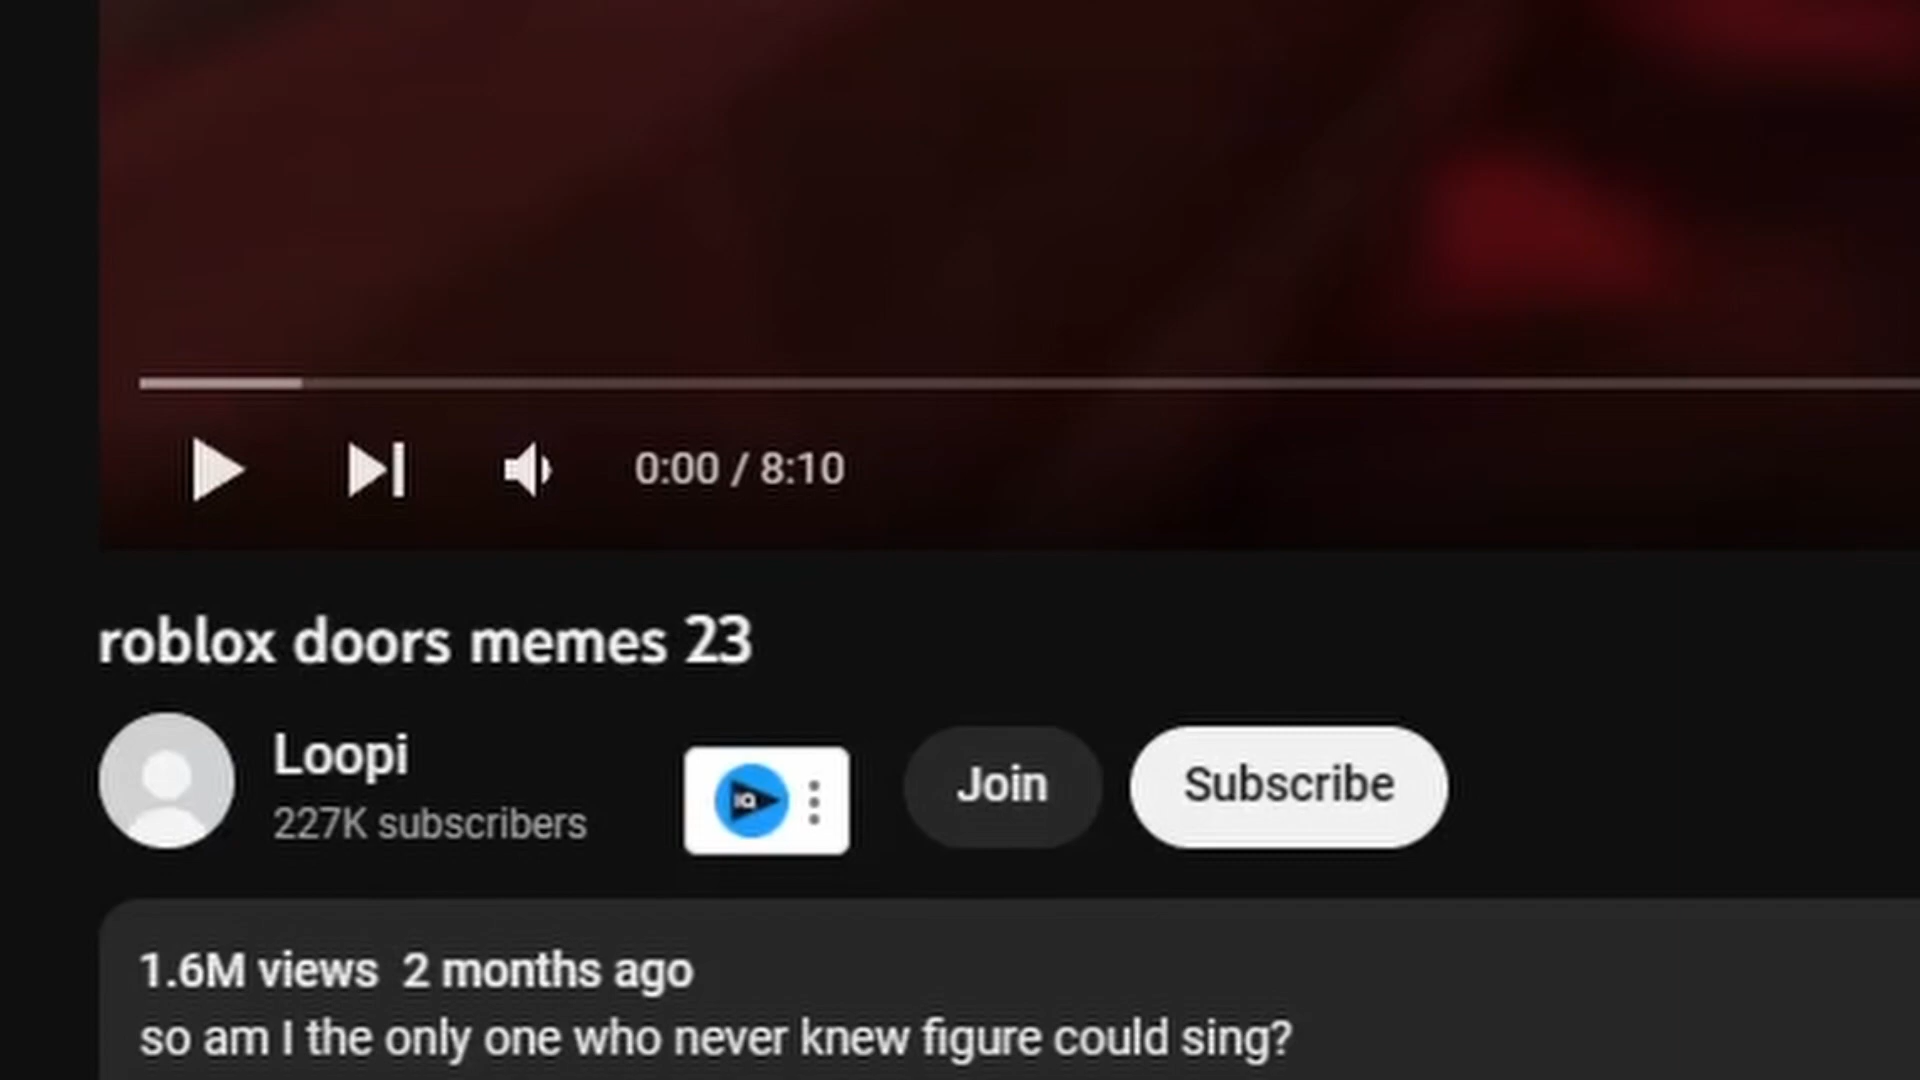 0:00 / 8:10
roblox doors memes 23
Loopi
227K subscribers
IQ
Join
Subscribe
1.6M views 2 months ago
so am I the only one who never knew figure could sing?